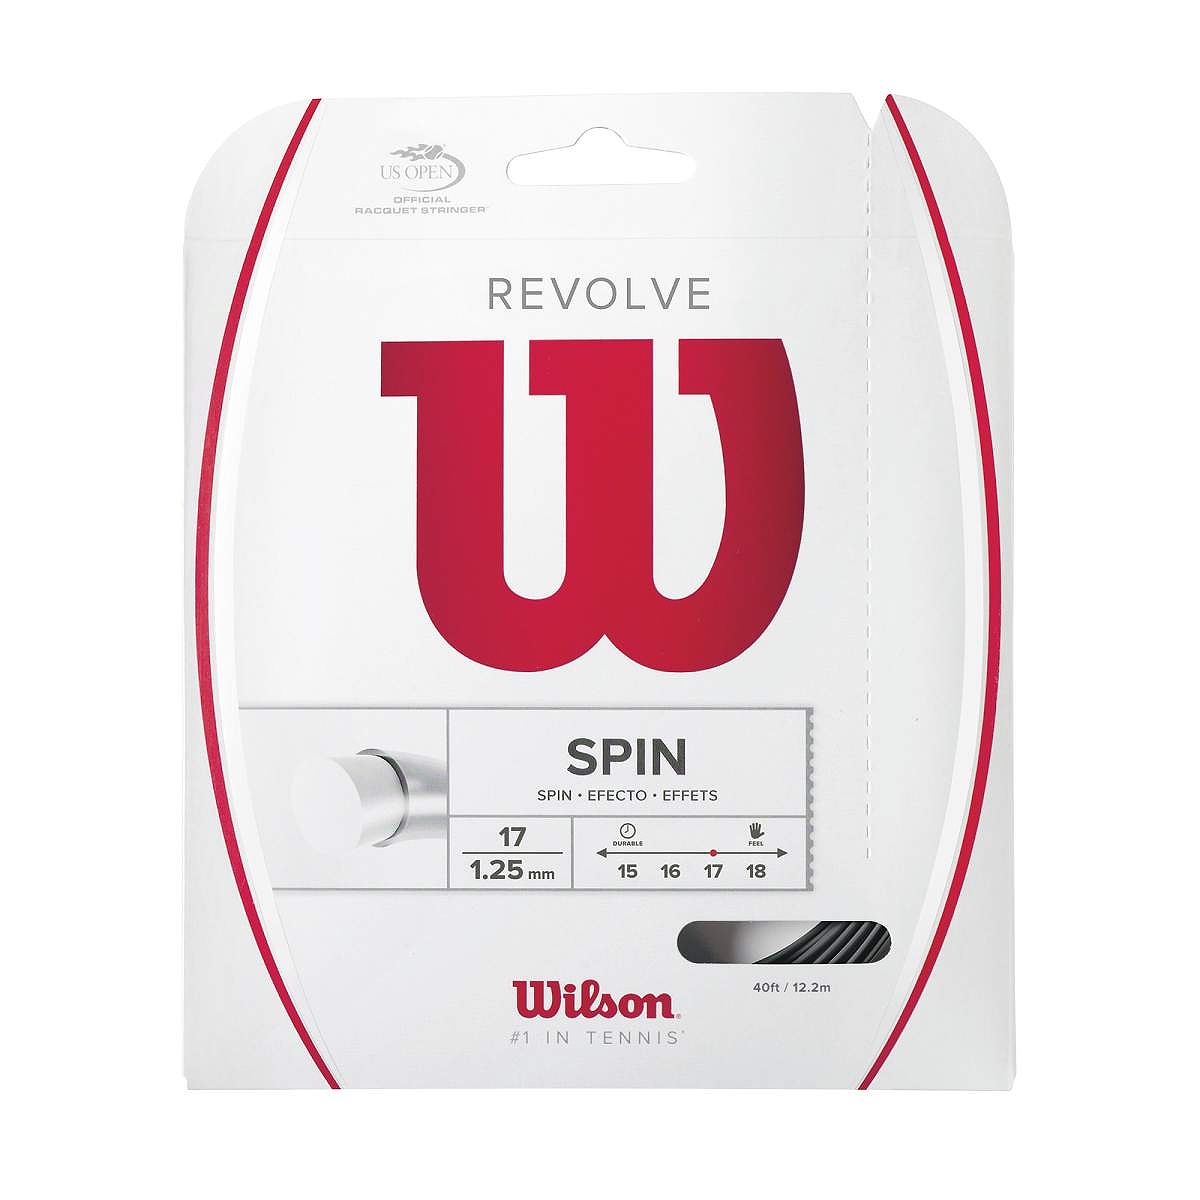 US OPEN
OFFICIAL
RACQUET STRINGER
REVOLVE
W
SPIN
SPIN • EFECTO • EFFETS
17
1.25 mm
DURABLE FEEL
15 16 17 18
40ft / 12.2m
Wilson
#1 IN TENNIS